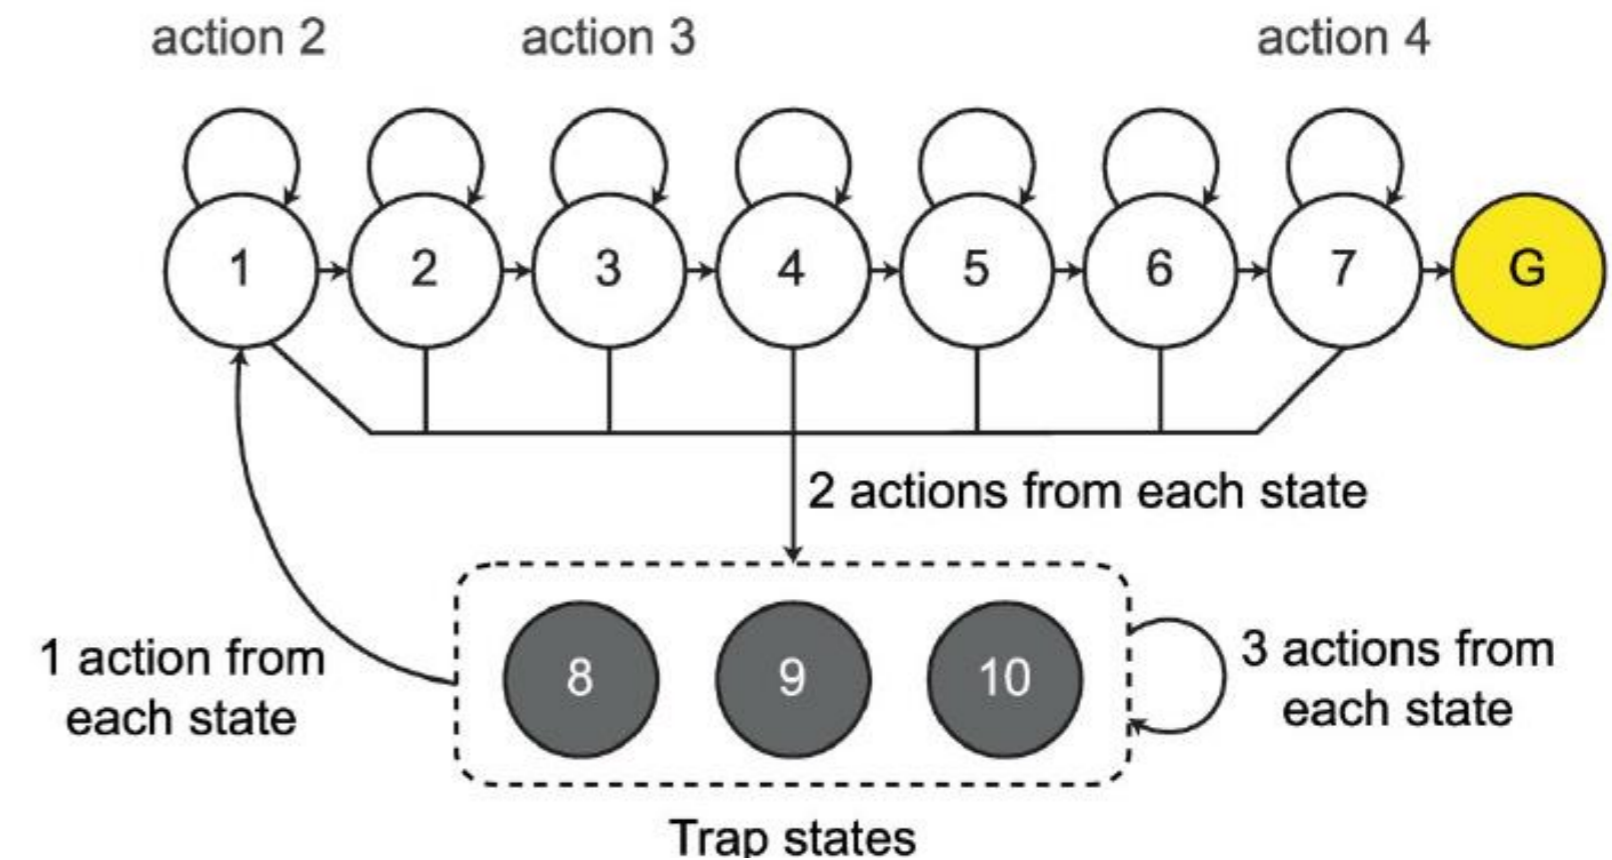 action 2
action 3
action 4
1
2
3
4
5
6
7
G
2 actions from each state
1 action from
each state
8
9
10
3 actions from
each state
Trap states